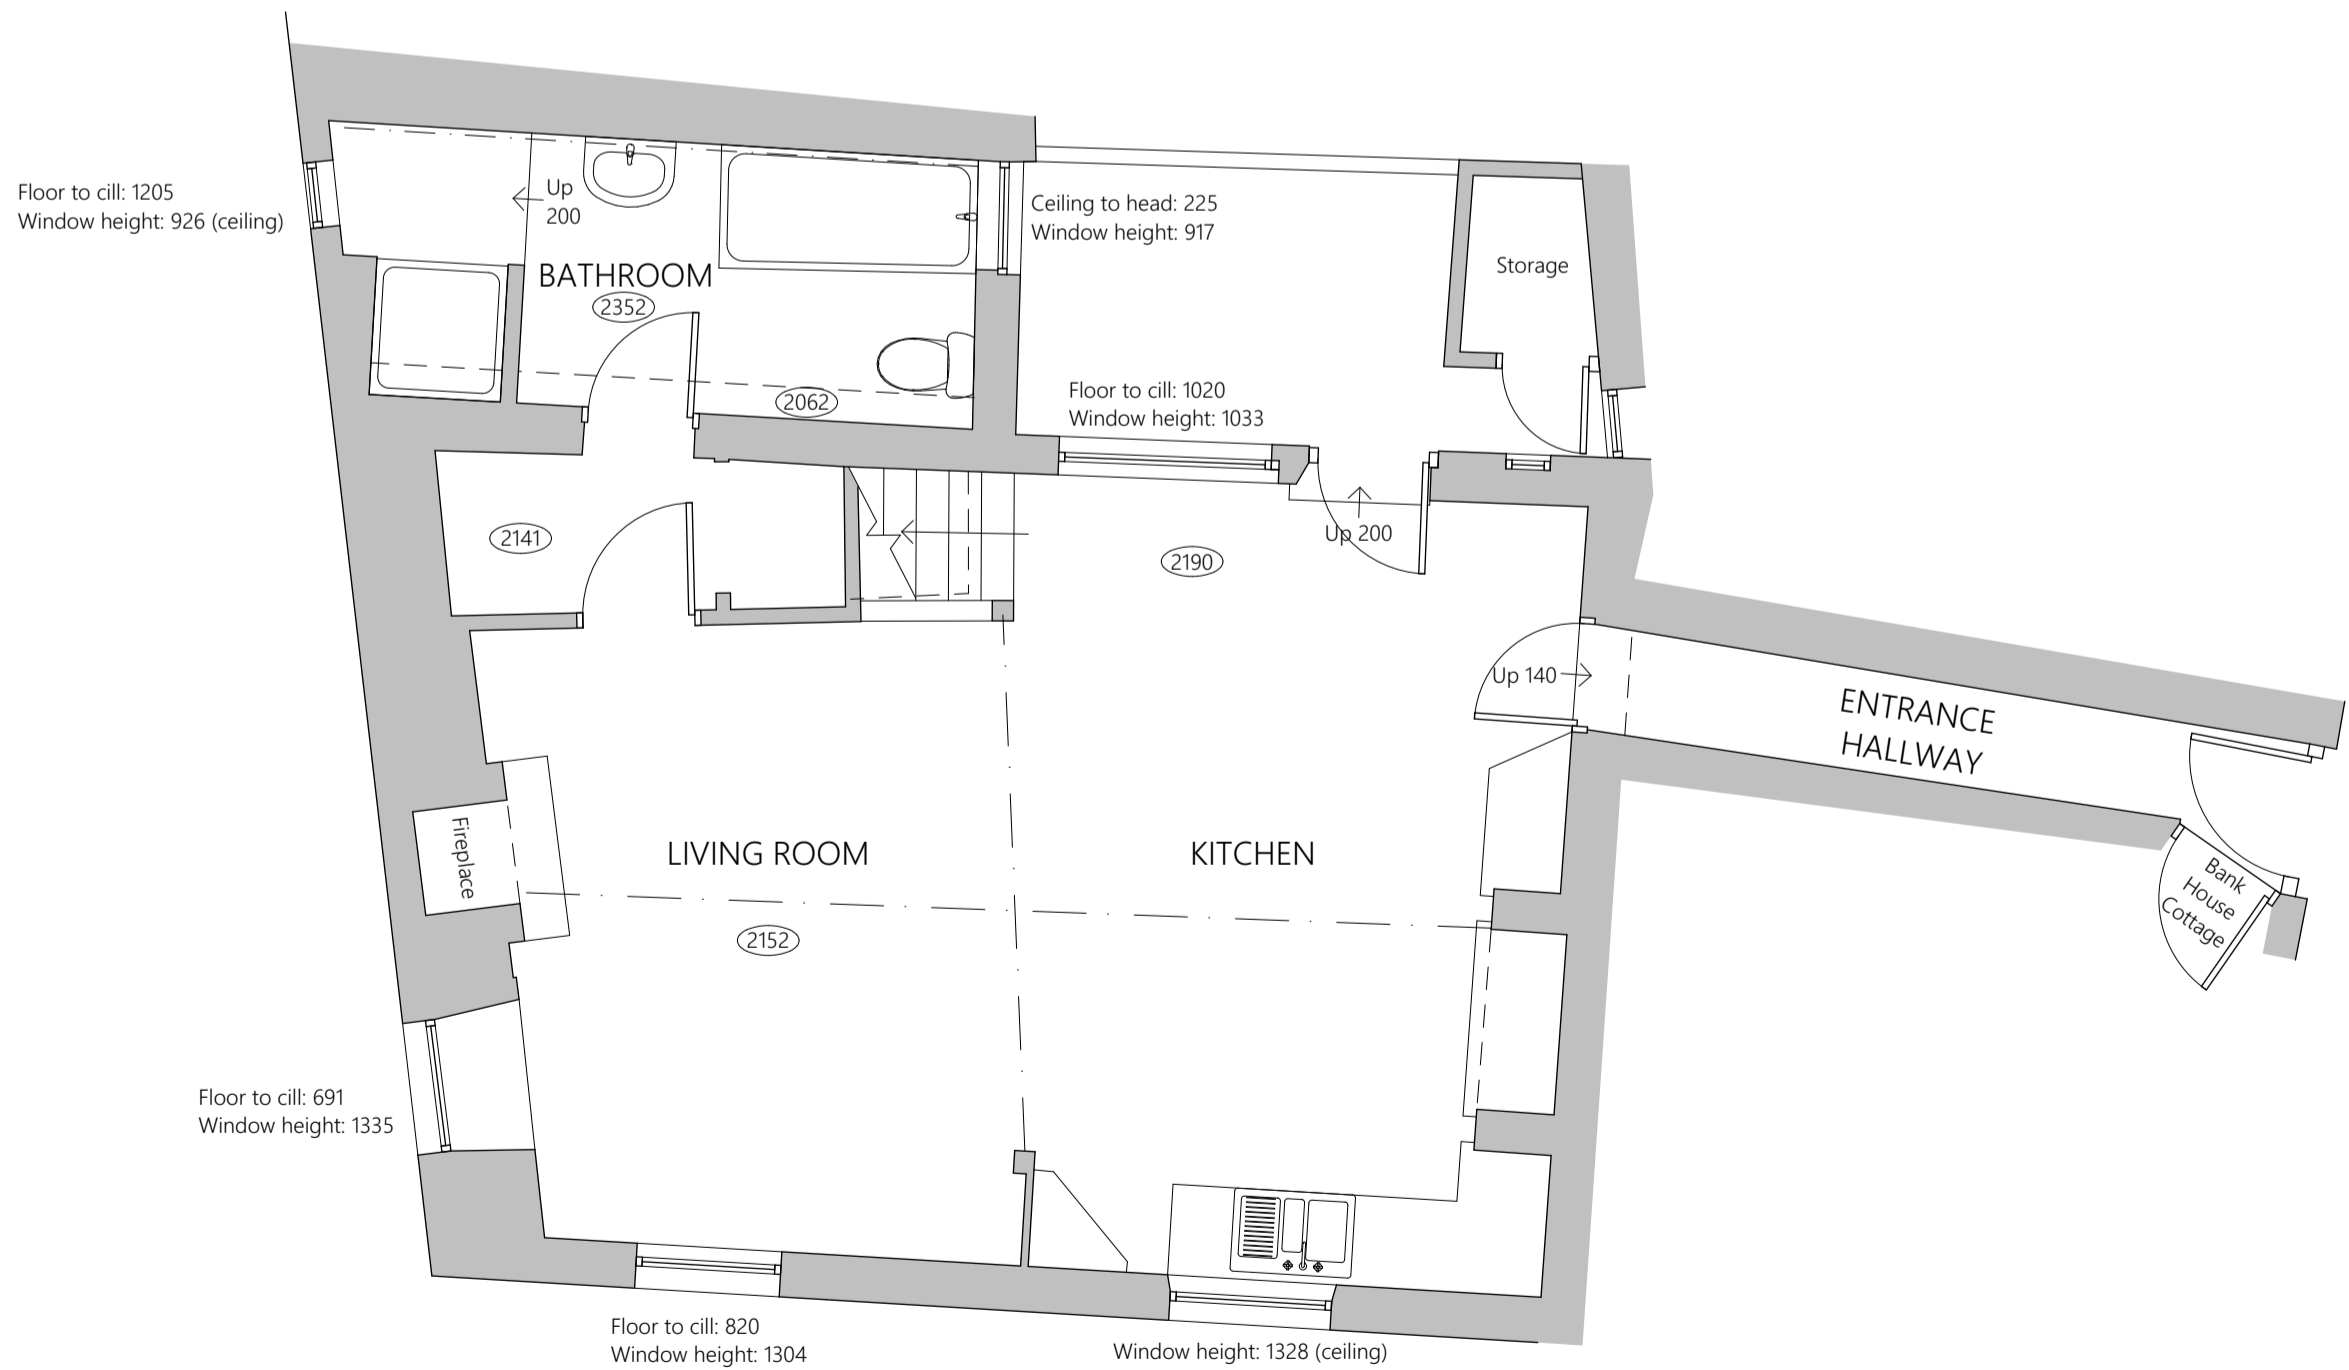 Floor to cill: 1205
Window height: 926 (ceiling)
Up
200
BATHROOM
2352
2062
Ceiling to head: 225
Window height: 917
Storage
Floor to cill: 1020
Window height: 1033
2141
2190
Up 200
Up 140
ENTRANCE
HALLWAY
Fireplace
LIVING ROOM
KITCHEN
2152
Bank
House
Cottage
Floor to cill: 691
Window height: 1335
Floor to cill: 820
Window height: 1304
Window height: 1328 (ceiling)